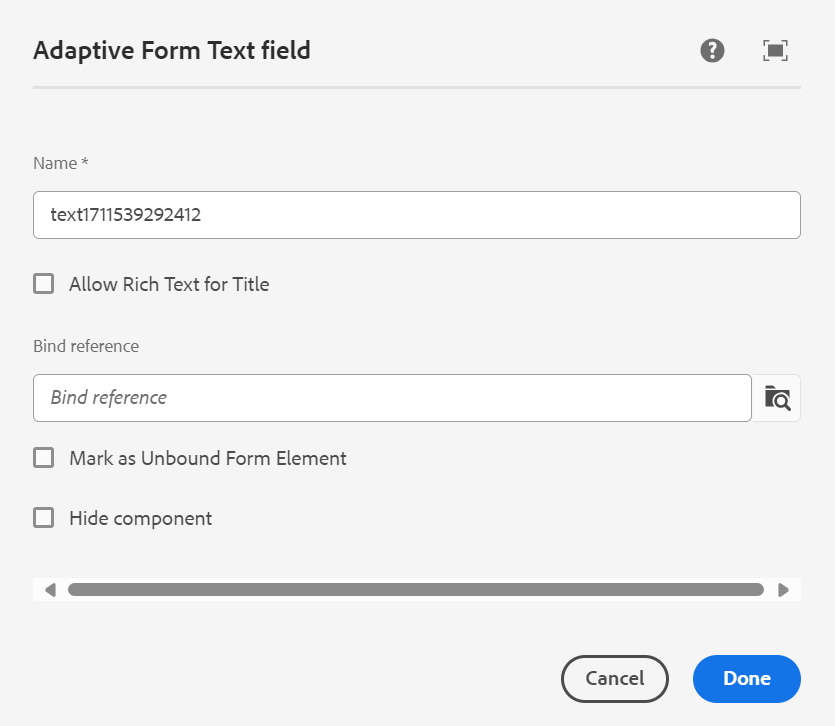 Adaptive Form Text field
Name *
text1711539292412
Allow Rich Text for Title
Bind reference
Bind reference
Mark as Unbound Form Element
Hide component
Cancel Done